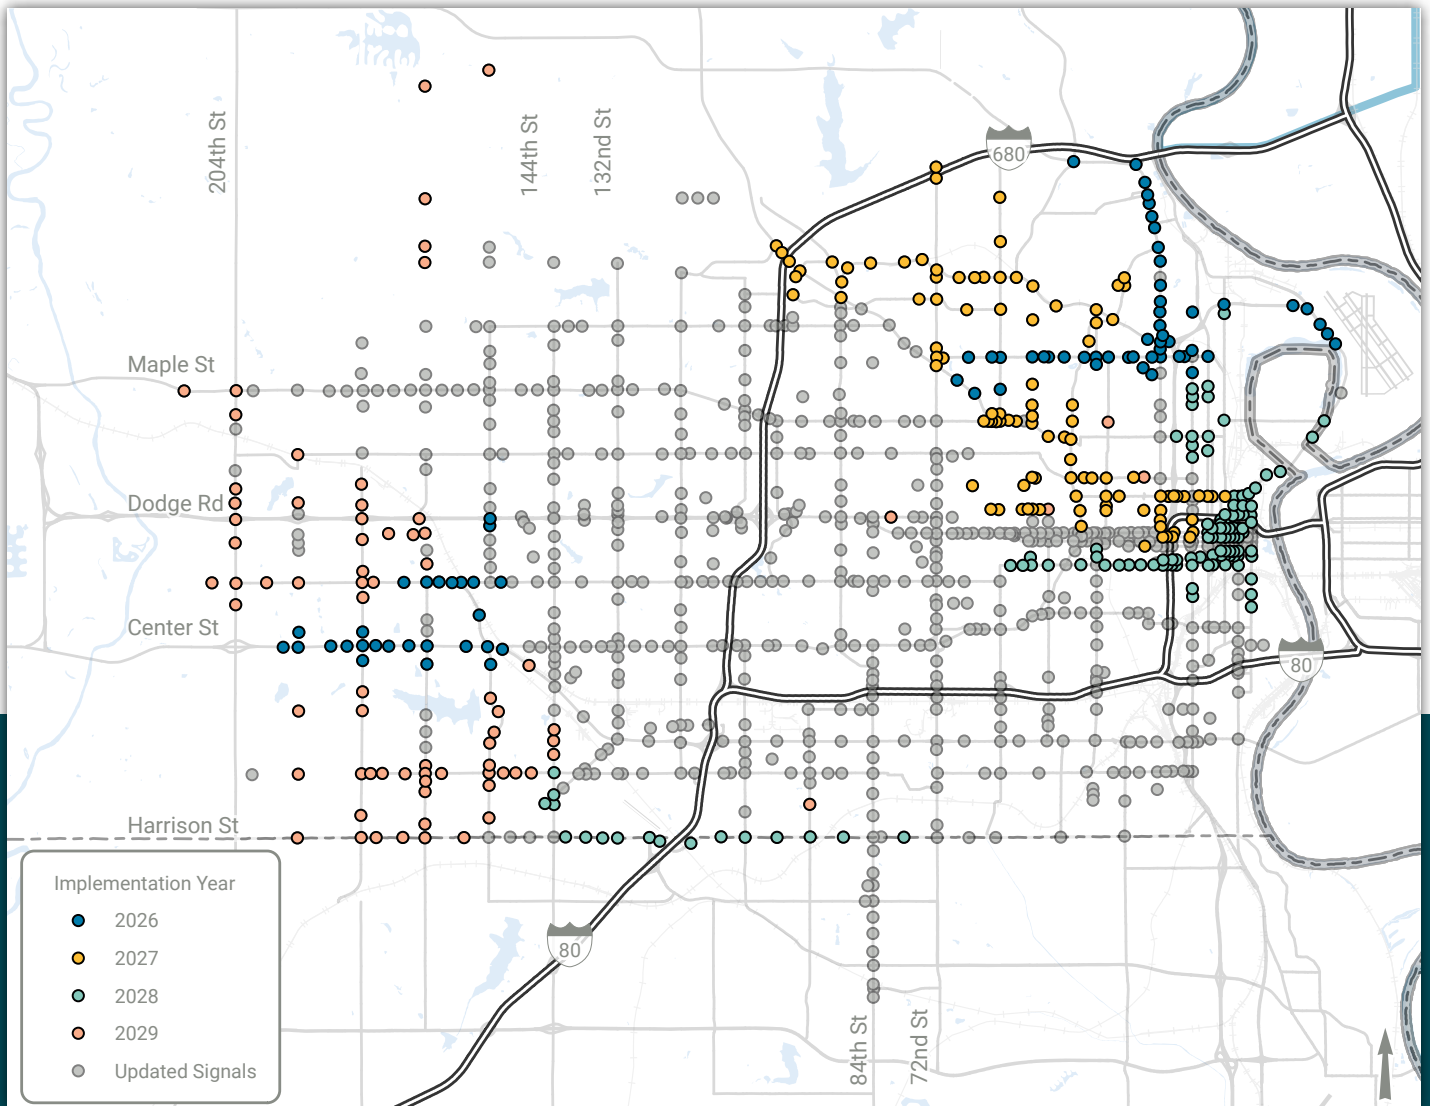 204th St
144th St
132nd St
680
Maple St
Dodge Rd
Center St
80
Harrison St
Implementation Year
2026
2027
2028
2029
Updated Signals
80
84th St
72nd St